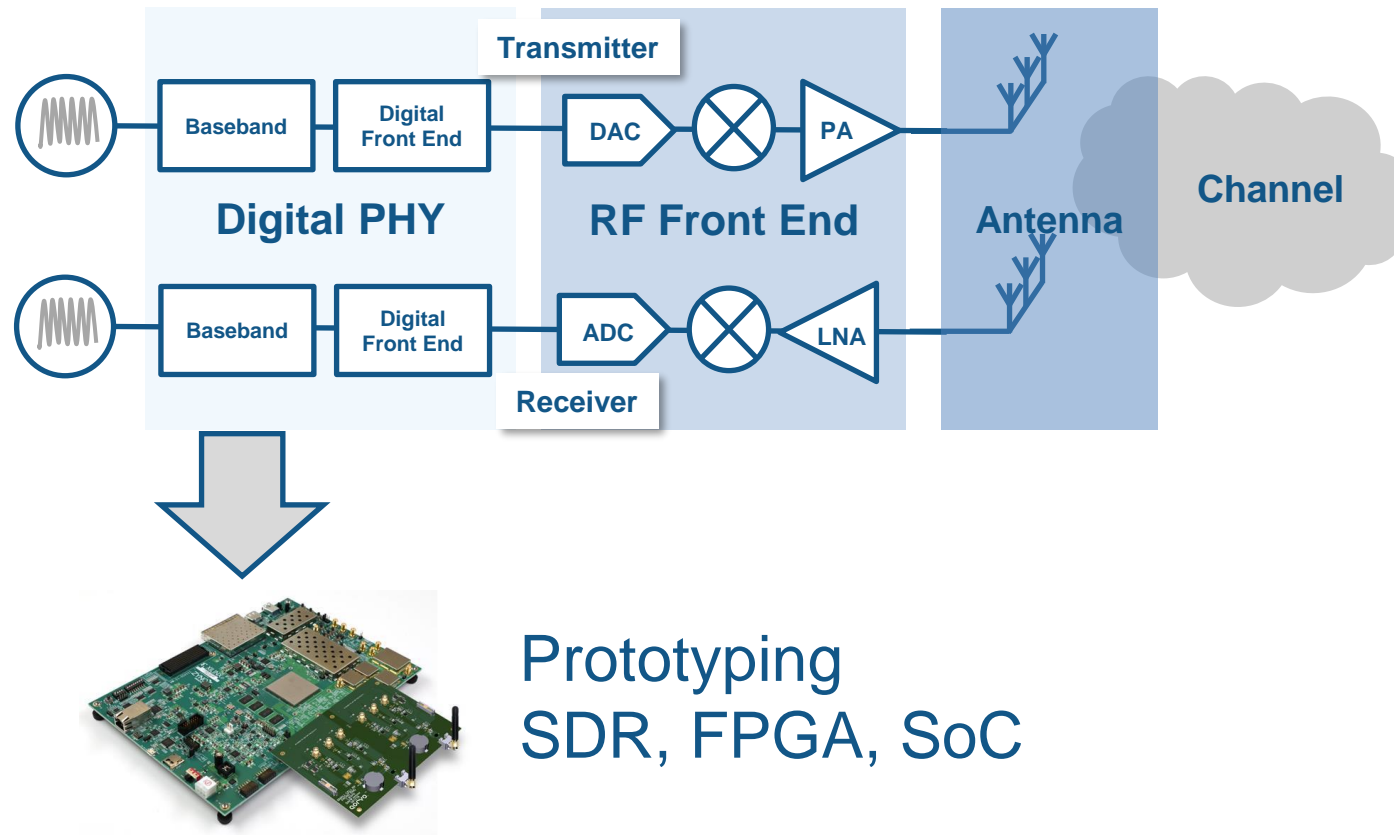 Transmitter
Baseband
Digital
Front End
DAC
PA
Digital PHY
RF Front End
Antenna
Channel
Baseband
Digital
Front End
ADC
LNA
Receiver
Prototyping
SDR, FPGA, SoC